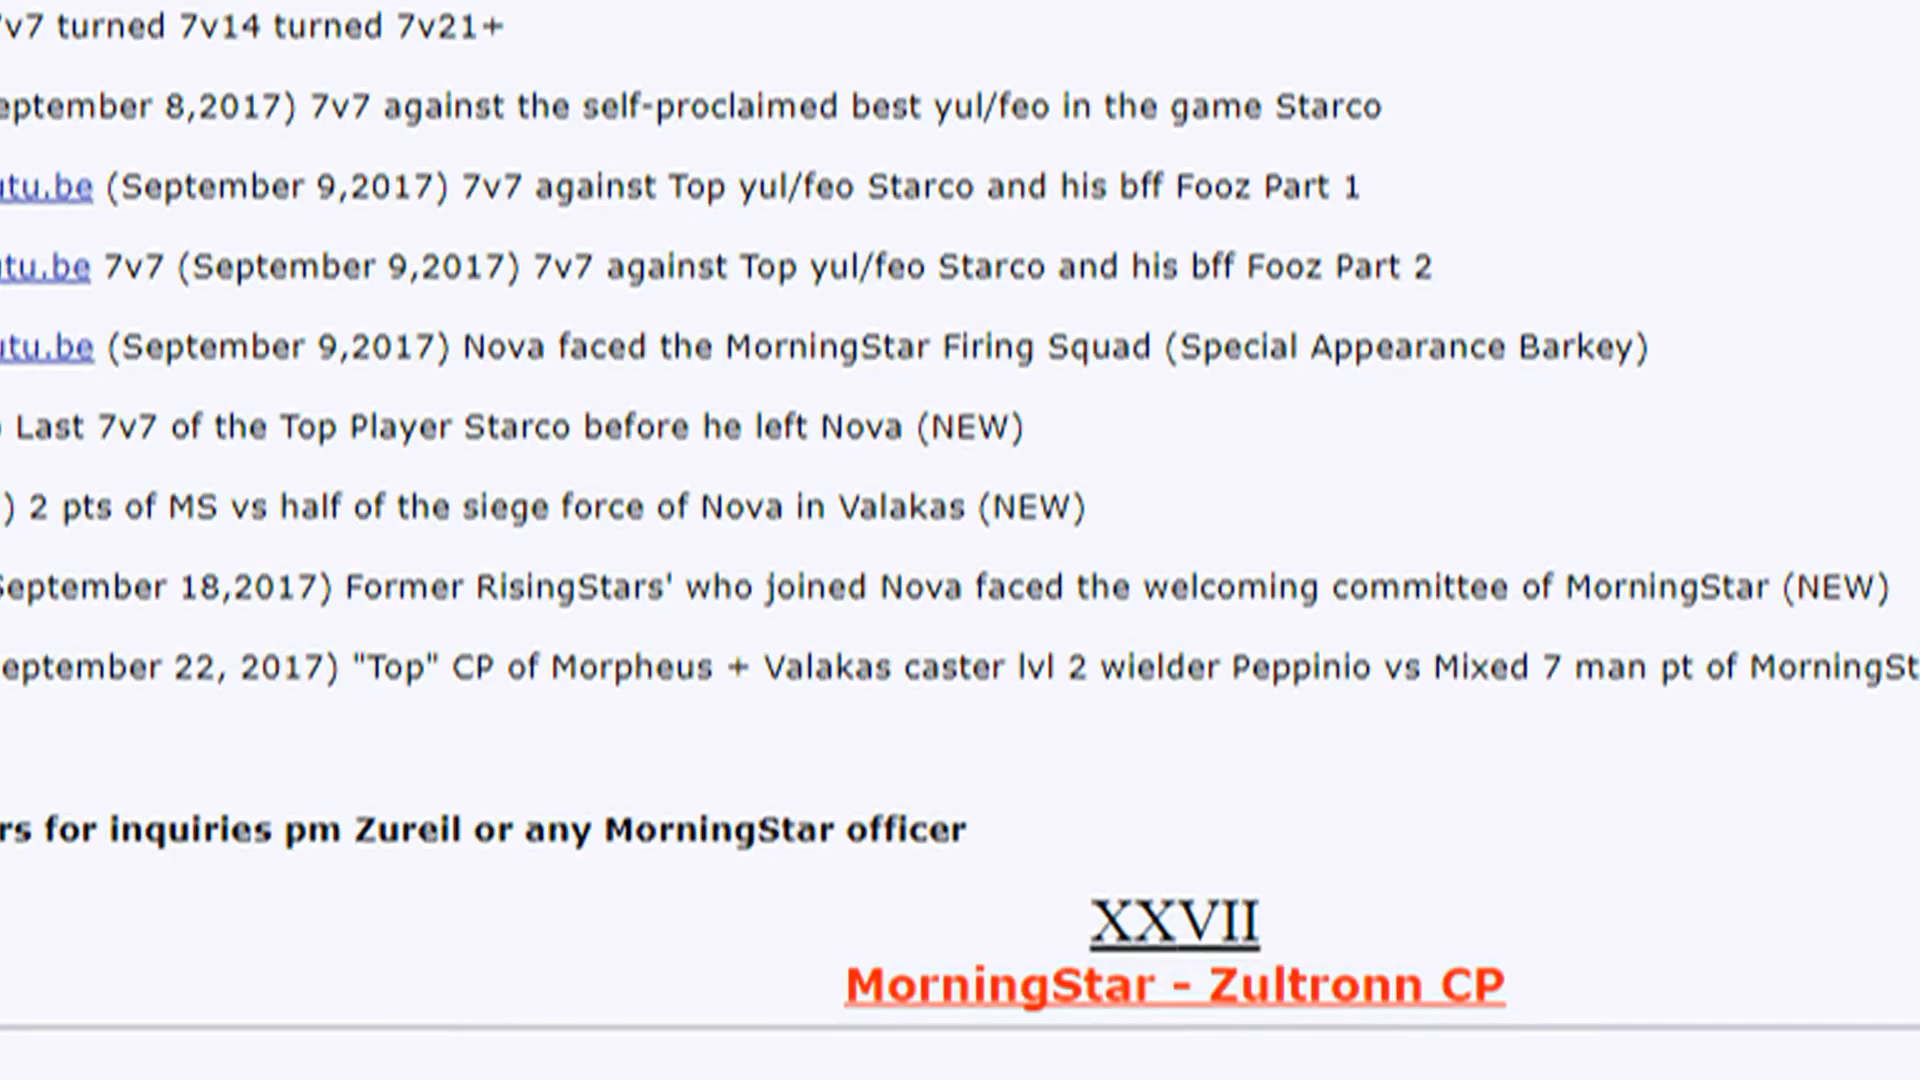 7v7 turned 7v14 turned 7v21+
eptember 8,2017) 7v7 against the self-proclaimed best yul/feo in the game Starco
utu.be (September 9,2017) 7v7 against Top yul/feo Starco and his bff Fooz Part 1
utu.be 7v7 (September 9,2017) 7v7 against Top yul/feo Starco and his bff Fooz Part 2
utu.be (September 9,2017) Nova faced the MorningStar Firing Squad (Special Appearance Barkey)
Last 7v7 of the Top Player Starco before he left Nova (NEW)
) 2 pts of MS vs half of the siege force of Nova in Valakas (NEW)
September 18,2017) Former RisingStars' who joined Nova faced the welcoming committee of MorningStar (NEW)
eptember 22, 2017) "Top" CP of Morpheus + Valakas caster lvl 2 wielder Peppinio vs Mixed 7 man pt of MorningSt
rs for inquiries pm Zureil or any MorningStar officer
XXVII
MorningStar - Zultronn CP